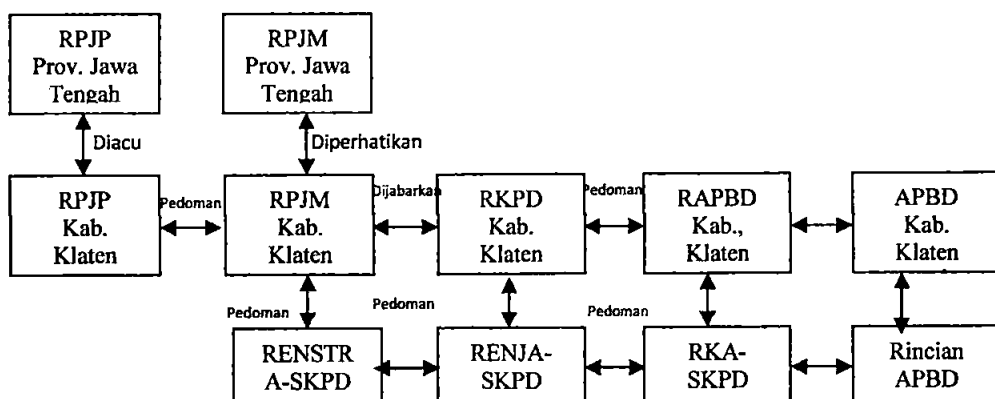 RPJP
Prov. Jawa
Tengah
RPJM
Prov. Jawa
Tengah
Diacu
Diperhatikan
RPJP
Kab.
Klaten
Pedoman
RPJM
Kab.
Klaten
Dijabarkan
RKPD
Kab.
Klaten
Pedoman
RAPBD
Kab.,
Klaten
APBD
Kab.
Klaten
Pedoman
Pedoman
Pedoman
RENSTR
A-SKPD
RENJA-
SKPD
RKA-
SKPD
Rincian
APBD